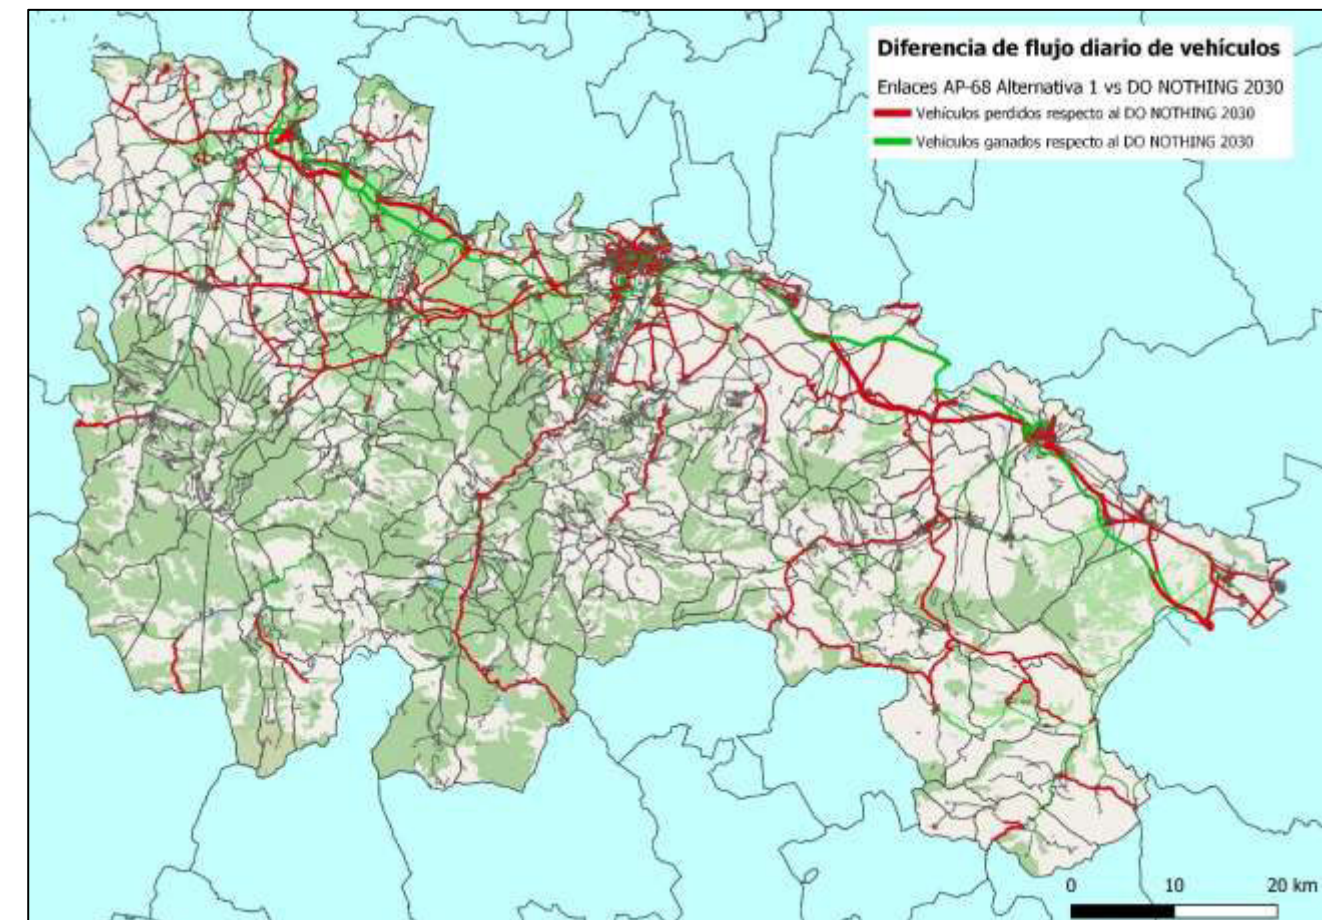 Diferencia de flujo diario de vehículos
Enlaces AP-68 Alternativa 1 vs DO NOTHING 2030
Vehículos perdidos respecto al DO NOTHING 2030
Vehículos ganados respecto al DO NOTHING 2030
0 10 20 km